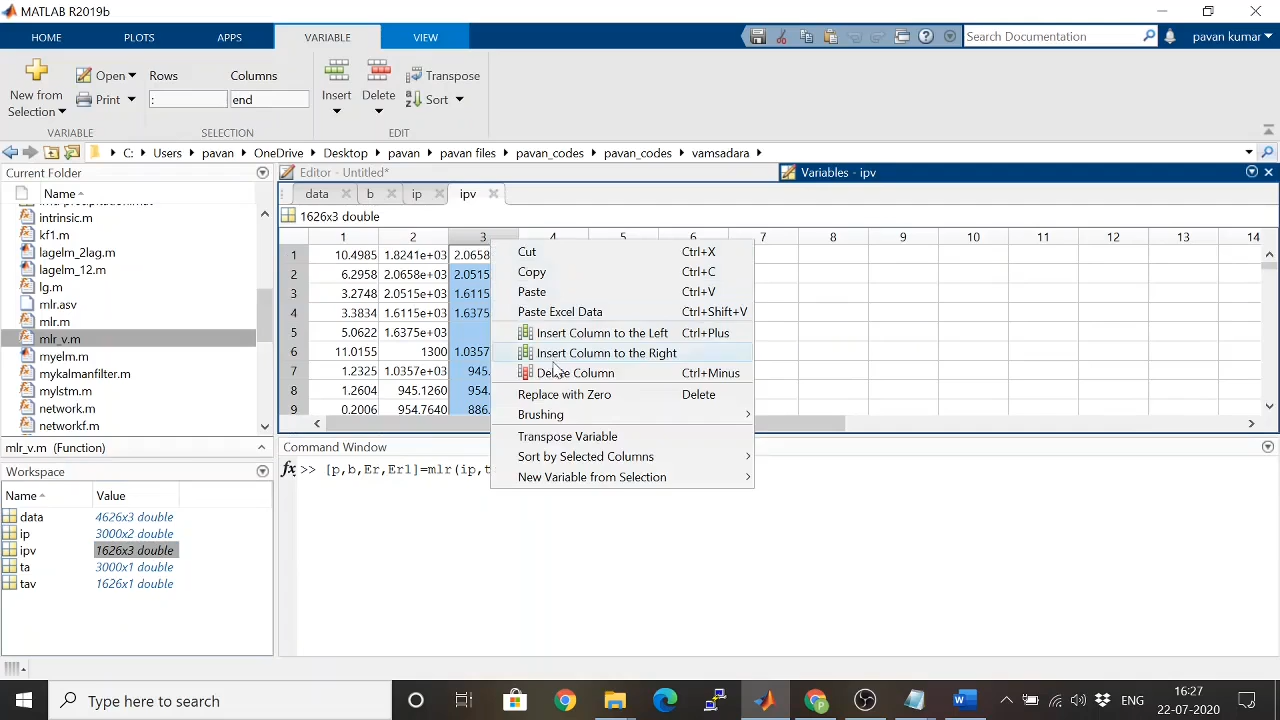 MATLAB R2019b
HOME PLOTS APPS VARIABLE VIEW
Search Documentation pavan kumar
New from Selection
Open
Print
Rows Columns
: end
Insert Delete
Transpose
Sort
VARIABLE SELECTION EDIT
C: Users pavan OneDrive Desktop pavan pavan files pavan_codes pavan_codes vamsadara
Current Folder
Name
intrinsic.m
kf1.m
lagelm_2lag.m
lagelm_12.m
lg.m
mlr.asv
mlr.m
mlr_v.m
myelm.m
mykalmanfilter.m
mylstm.m
network.m
networkf.m
mlr_v.m (Function)
Workspace
Name Value
data 4626x3 double
ip 3000x2 double
ipv 1626x3 double
ta 3000x1 double
tav 1626x1 double
Editor - Untitled*
Variables - ipv
data b ip ipv
1626x3 double
1 2 3 4 5 6 7 8 9 10 11 12 13 14
1 10.4985 1.8241e+03 2.0658
2 6.2958 2.0658e+03 2.0515
3 3.2748 2.0515e+03 1.6115
4 3.3834 1.6115e+03 1.6375
5 5.0622 1.6375e+03
6 11.0155 1300 1.0357
7 1.2325 1.0357e+03 945.
8 1.2604 945.1260 954.
9 0.2006 954.7640 886.
Cut Ctrl+X
Copy Ctrl+C
Paste Ctrl+V
Paste Excel Data Ctrl+Shift+V
Insert Column to the Left Ctrl+Plus
Insert Column to the Right
Delete Column Ctrl+Minus
Replace with Zero Delete
Brushing
Transpose Variable
Sort by Selected Columns
New Variable from Selection
Command Window
fx >> [p,b,Er,Er1]=mlr(ip,t
Type here to search
ENG
16:27
22-07-2020